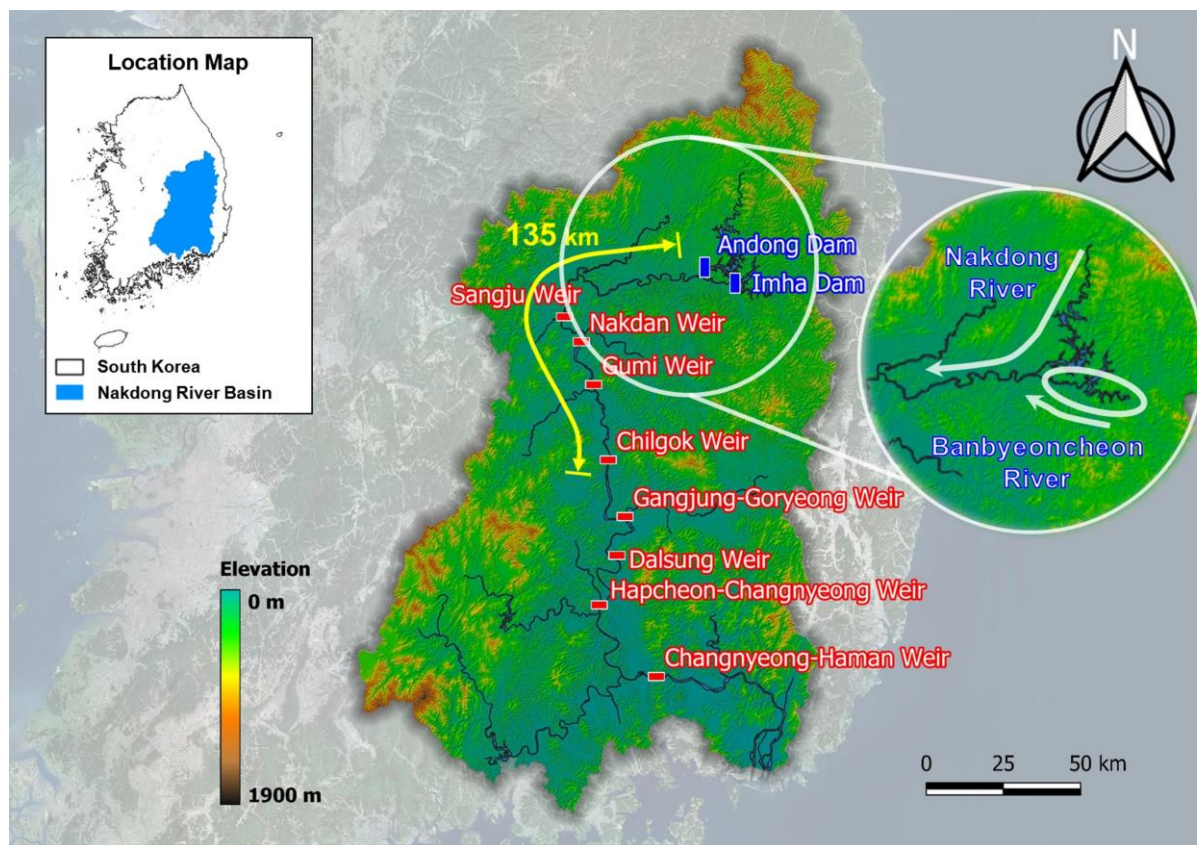 Location Map
South Korea
Nakdong River Basin
N
135 km
Andong Dam
Imha Dam
Sangju Weir
Nakdan Weir
Gumi Weir
Chilgok Weir
Gangjung-Goryeong Weir
Dalsung Weir
Hapcheon-Changnyeong Weir
Changnyeong-Haman Weir
Nakdong
River
Banbyeoncheon
River
Elevation
0 m
1900 m
0 25 50 km